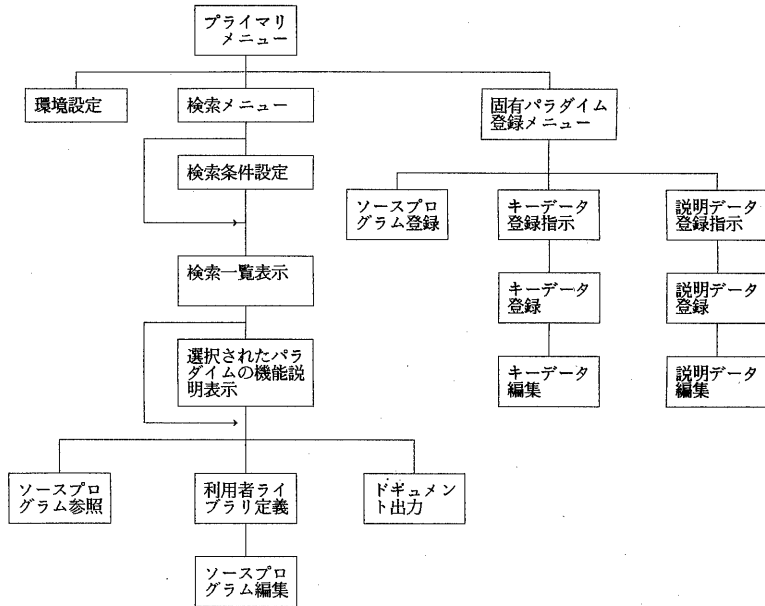 プライマリ
メニュー
環境設定
検索メニュー
固有パラダイム
登録メニュー
検索条件設定
ソースプロ
グラム登録
キーデータ
登録指示
説明データ
登録指示
検索一覧表示
キーデータ
登録
説明データ
登録
選択されたパラ
ダイムの機能説
明表示
キーデータ
編集
説明データ
編集
ソースプロ
グラム参照
利用者ライ
ブラリ定義
ドキュメン
ト出力
ソースプロ
グラム編集